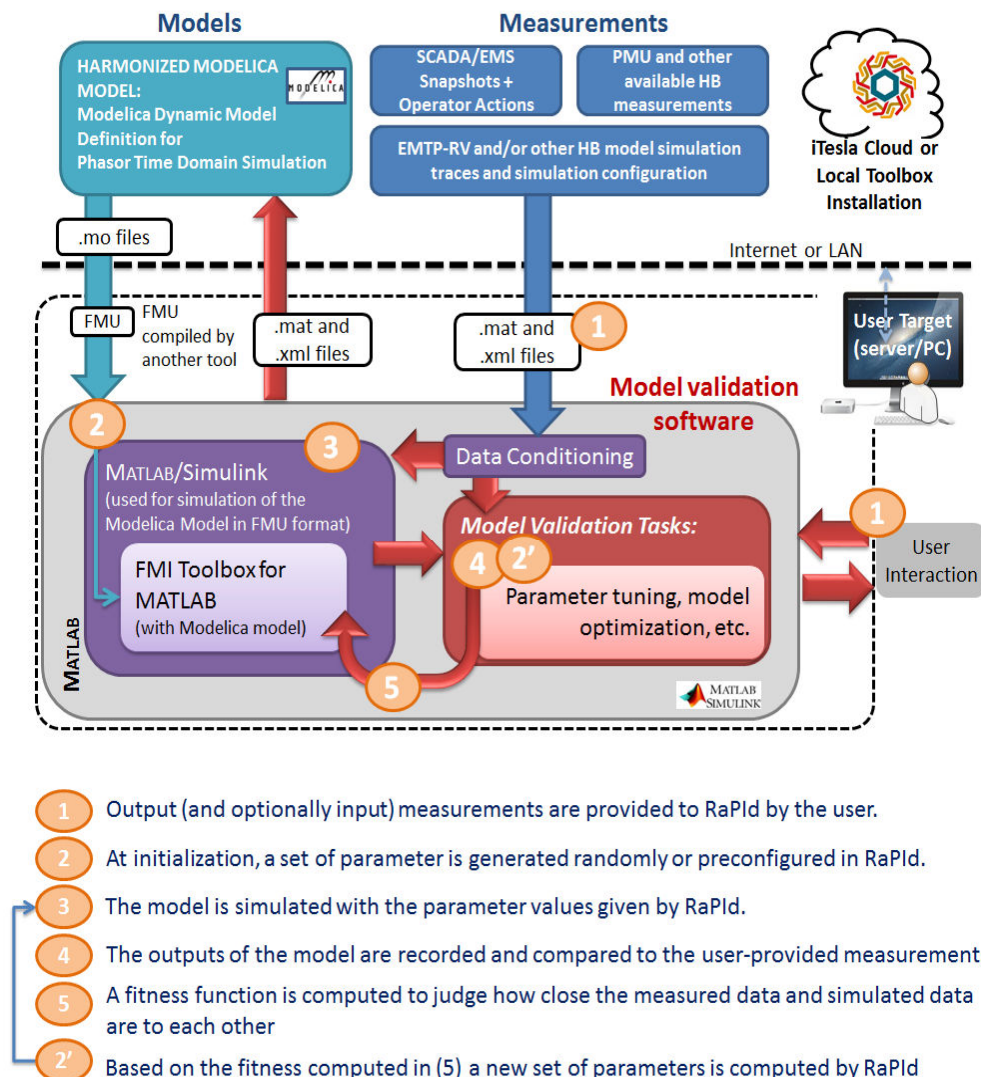 Models
Measurements
HARMONIZED MODELICA
MODEL:
Modelica Dynamic Model
Definition for
Phasor Time Domain Simulation
MODELICA
SCADA/EMS
Snapshots +
Operator Actions
PMU and other
available HB
measurements
EMTP-RV and/or other HB model simulation
traces and simulation configuration
iTesla Cloud or
Local Toolbox
Installation
.mo files
Internet or LAN
FMU
FMU
compiled by
another tool
.mat and
.xml files
.mat and
.xml files
1
User Target
(server/PC)
Model validation
software
2
3
MATLAB/Simulink
(used for simulation of the
Modelica Model in FMU format)
Data Conditioning
Model Validation Tasks:
4
2'
1
User
Interaction
FMI Toolbox for
MATLAB
(with Modelica model)
Parameter tuning, model
optimization, etc.
5
MATLAB
MATLAB
SIMULINK
1 Output (and optionally input) measurements are provided to RaPId by the user.
2 At initialization, a set of parameter is generated randomly or preconfigured in RaPId.
3 The model is simulated with the parameter values given by RaPId.
4 The outputs of the model are recorded and compared to the user-provided measurement
5 A fitness function is computed to judge how close the measured data and simulated data
are to each other
2' Based on the fitness computed in (5) a new set of parameters is computed by RaPId